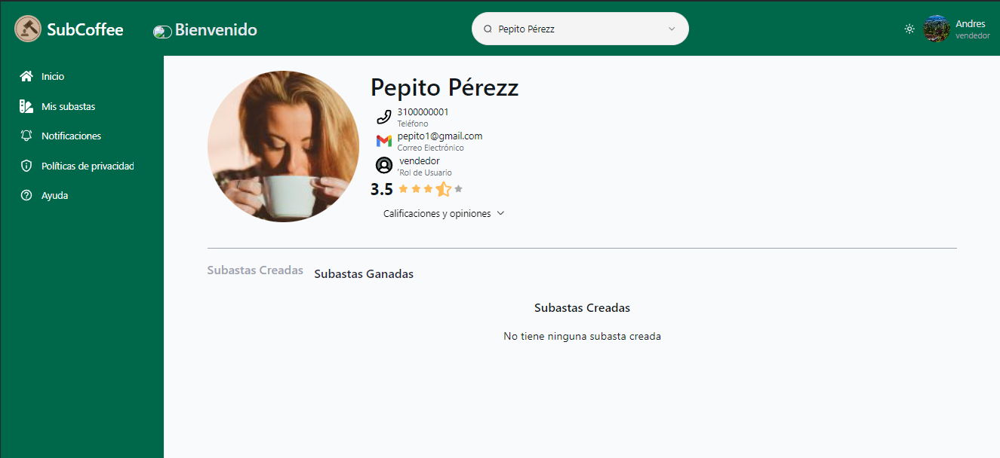 SubCoffee
Bienvenido
Pepito Pérezz
Andres
vendedor
Inicio
Mis subastas
Notificaciones
Políticas de privacidad
Ayuda
Pepito Pérezz
3100000001
Teléfono
pepito1@gmail.com
Correo Electrónico
vendedor
'Rol de Usuario
3.5
Calificaciones y opiniones
Subastas Creadas
Subastas Ganadas
Subastas Creadas
No tiene ninguna subasta creada